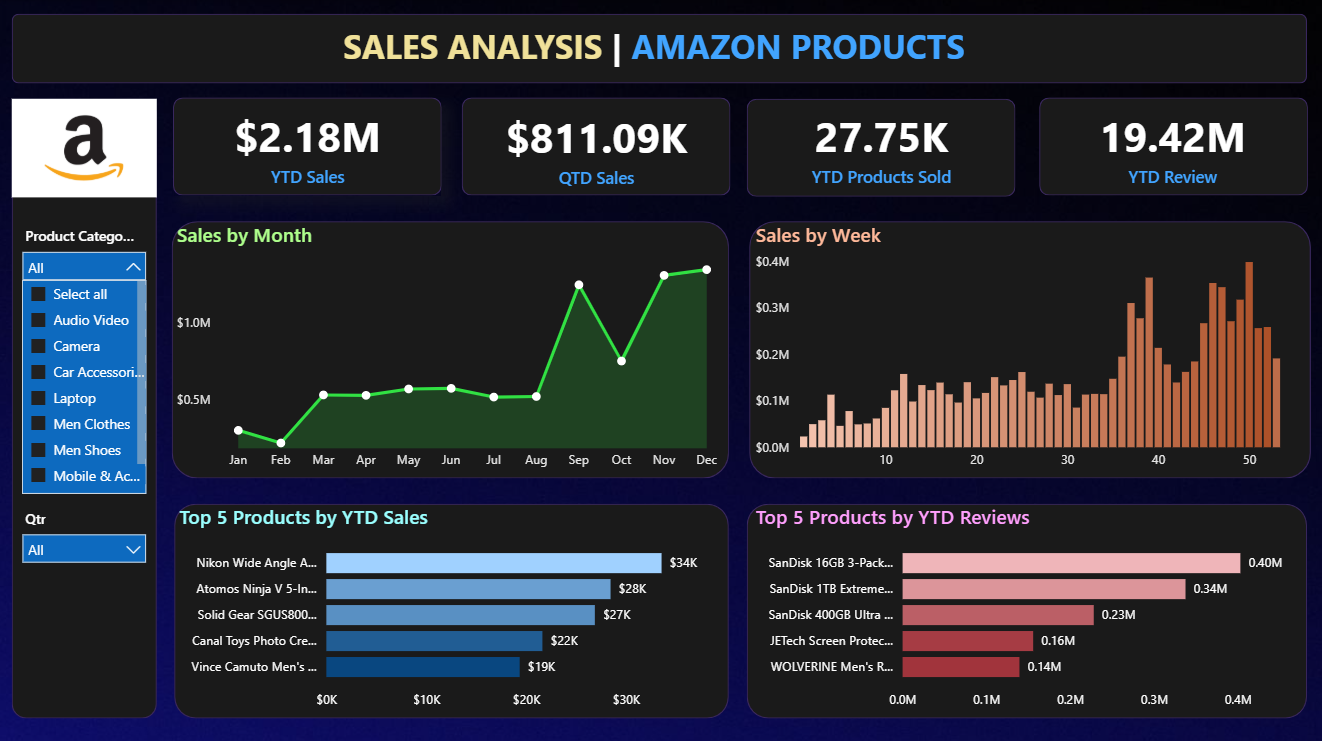 SALES ANALYSIS | AMAZON PRODUCTS
a
$2.18M
YTD Sales
$811.09K
QTD Sales
27.75K
YTD Products Sold
19.42M
YTD Review
Product Catego...
All
Select all
Audio Video
Camera
Car Accessori...
Laptop
Men Clothes
Men Shoes
Mobile & Ac...
Qtr
All
Sales by Month
$1.0M
$0.5M
Jan Feb Mar Apr May Jun Jul Aug Sep Oct Nov Dec
Sales by Week
$0.4M
$0.3M
$0.2M
$0.1M
$0.0M
10 20 30 40 50
Top 5 Products by YTD Sales
Nikon Wide Angle A... $34K
Atomos Ninja V 5-In... $28K
Solid Gear SGUS800... $27K
Canal Toys Photo Cre... $22K
Vince Camuto Men's ... $19K
$0K $10K $20K $30K
Top 5 Products by YTD Reviews
SanDisk 16GB 3-Pack... 0.40M
SanDisk 1TB Extreme... 0.34M
SanDisk 400GB Ultra ... 0.23M
JETech Screen Protec... 0.16M
WOLVERINE Men's R... 0.14M
0.0M 0.1M 0.2M 0.3M 0.4M